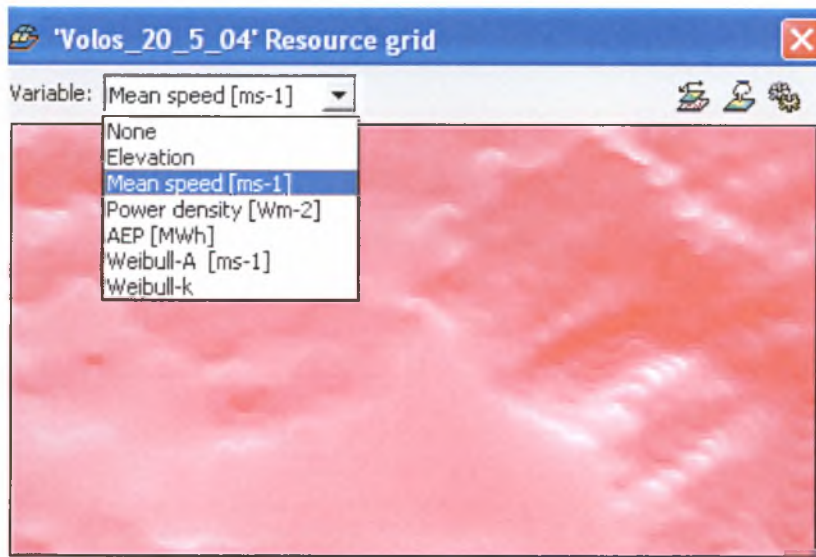 'Volos_20_5_04' Resource grid
Variable: Mean speed [ms-1]
None
Elevation
Mean speed [ms-1]
Power density [Wm-2]
AEP [MWh]
Weibull-A [ms-1]
Weibull-k